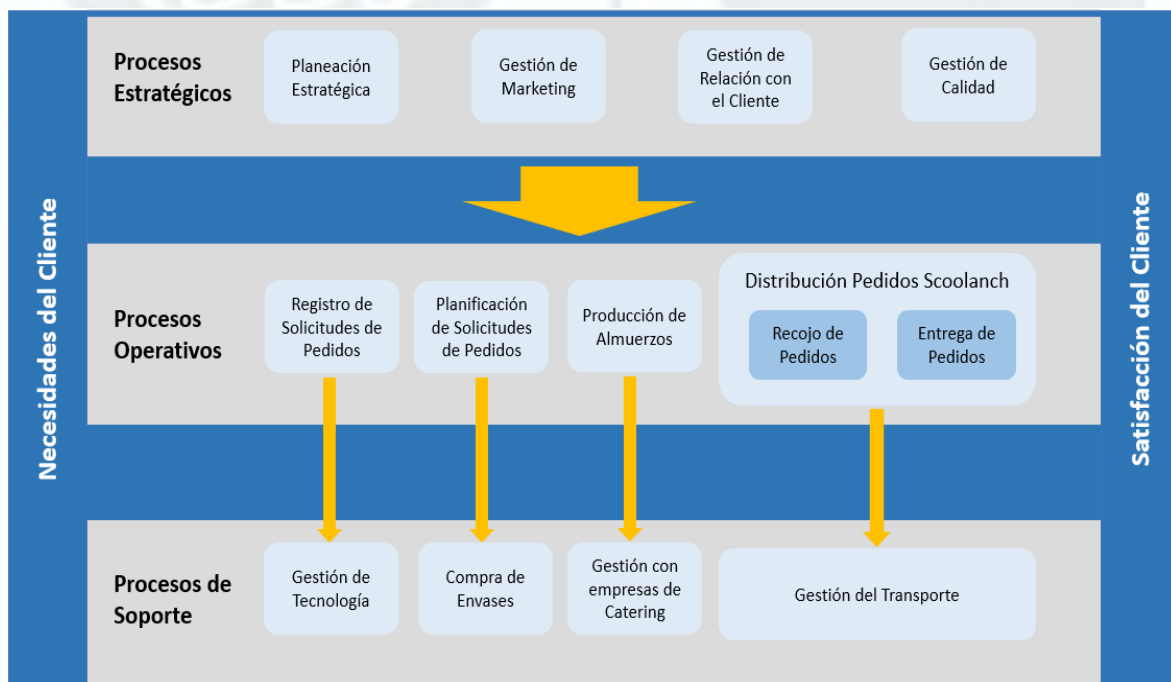 Necesidades del Cliente
Procesos
Estratégicos
Planeación
Estratégica
Gestión de
Marketing
Gestión de
Relación con
el Cliente
Gestión de
Calidad
Procesos
Operativos
Registro de
Solicitudes de
Pedidos
Planificación
de Solicitudes
de Pedidos
Producción de
Almuerzos
Distribución Pedidos Scoolanch
Recojo de
Pedidos
Entrega de
Pedidos
Procesos de
Soporte
Gestión de
Tecnología
Compra de
Envases
Gestión con
empresas de
Catering
Gestión del Transporte
Satisfacción del Cliente